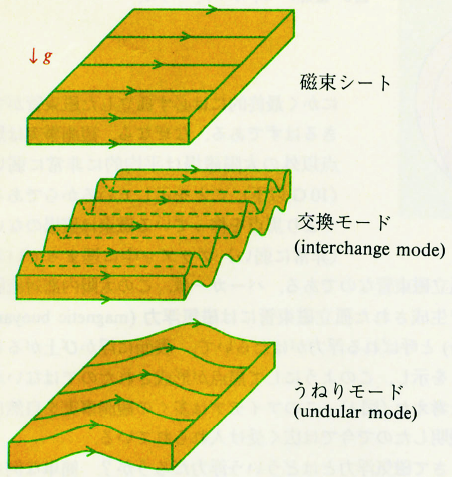 ↓g
磁束シート
交換モード
(interchange mode)
うねりモード
(undular mode)